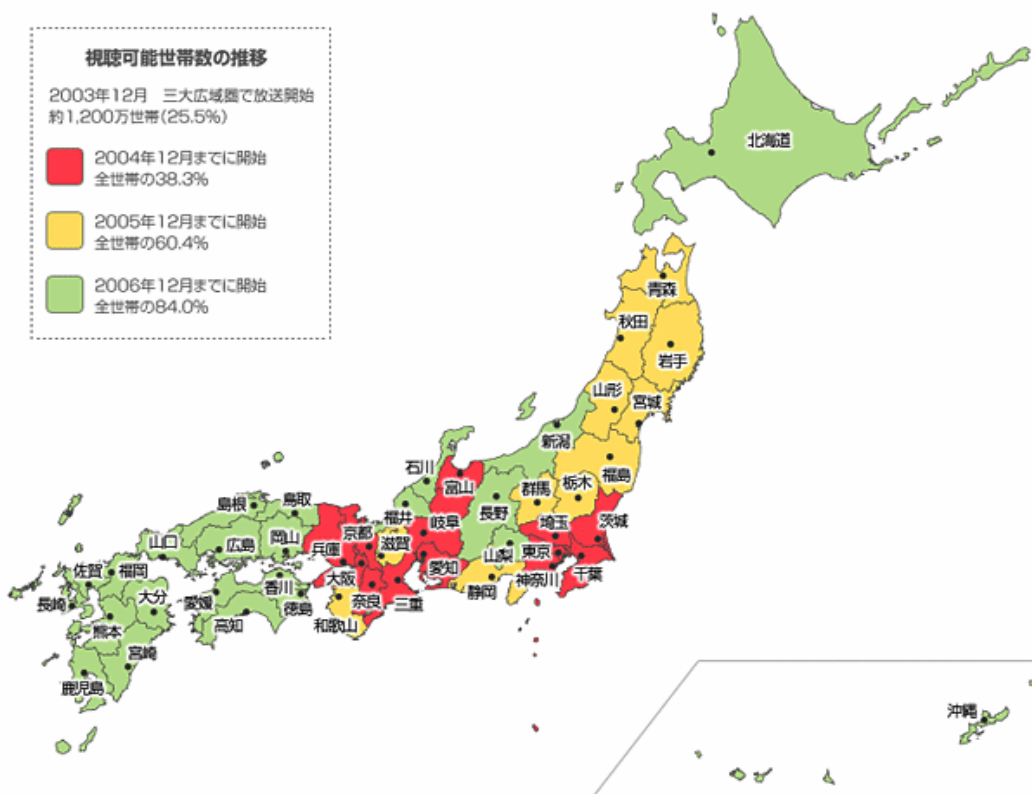 視聴可能世帯数の推移
2003年12月 三大広域圏で放送開始
約1,200万世帯(25.5%)
2004年12月までに開始
全世帯の38.3%
2005年12月までに開始
全世帯の60.4%
2006年12月までに開始
全世帯の84.0%
北海道
青森
秋田
岩手
山形
宮城
新潟
福島
石川
富山
群馬
栃木
長野
埼玉
茨城
島根
鳥取
福井
岐阜
京都
滋賀
山口
広島
岡山
兵庫
山梨
東京
佐賀
福岡
大阪
愛知
神奈川
千葉
香川
静岡
長崎
大分
愛媛
徳島
奈良
三重
熊本
高知
和歌山
宮崎
鹿児島
沖縄